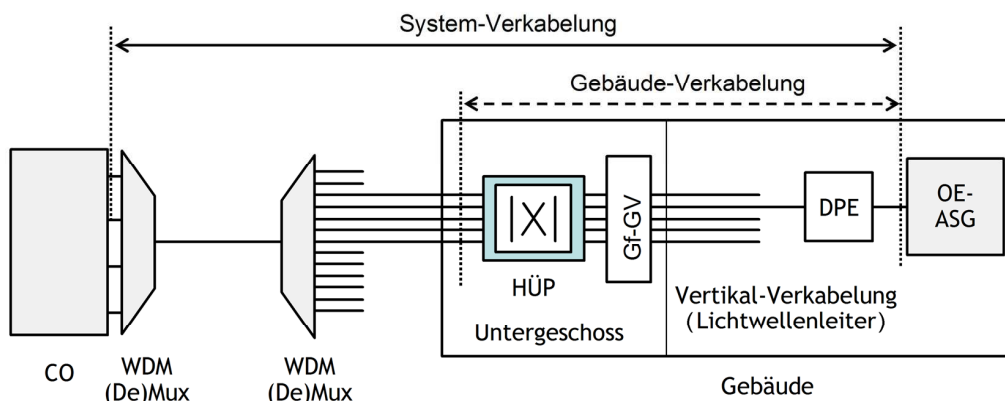 System-Verkabelung
Gebäude-Verkabelung
CO
WDM
(De)Mux
WDM
(De)Mux
|X|
HÜP
Gf-GV
Untergeschoss
DPE
OE-
ASG
Vertikal-Verkabelung
(Lichtwellenleiter)
Gebäude